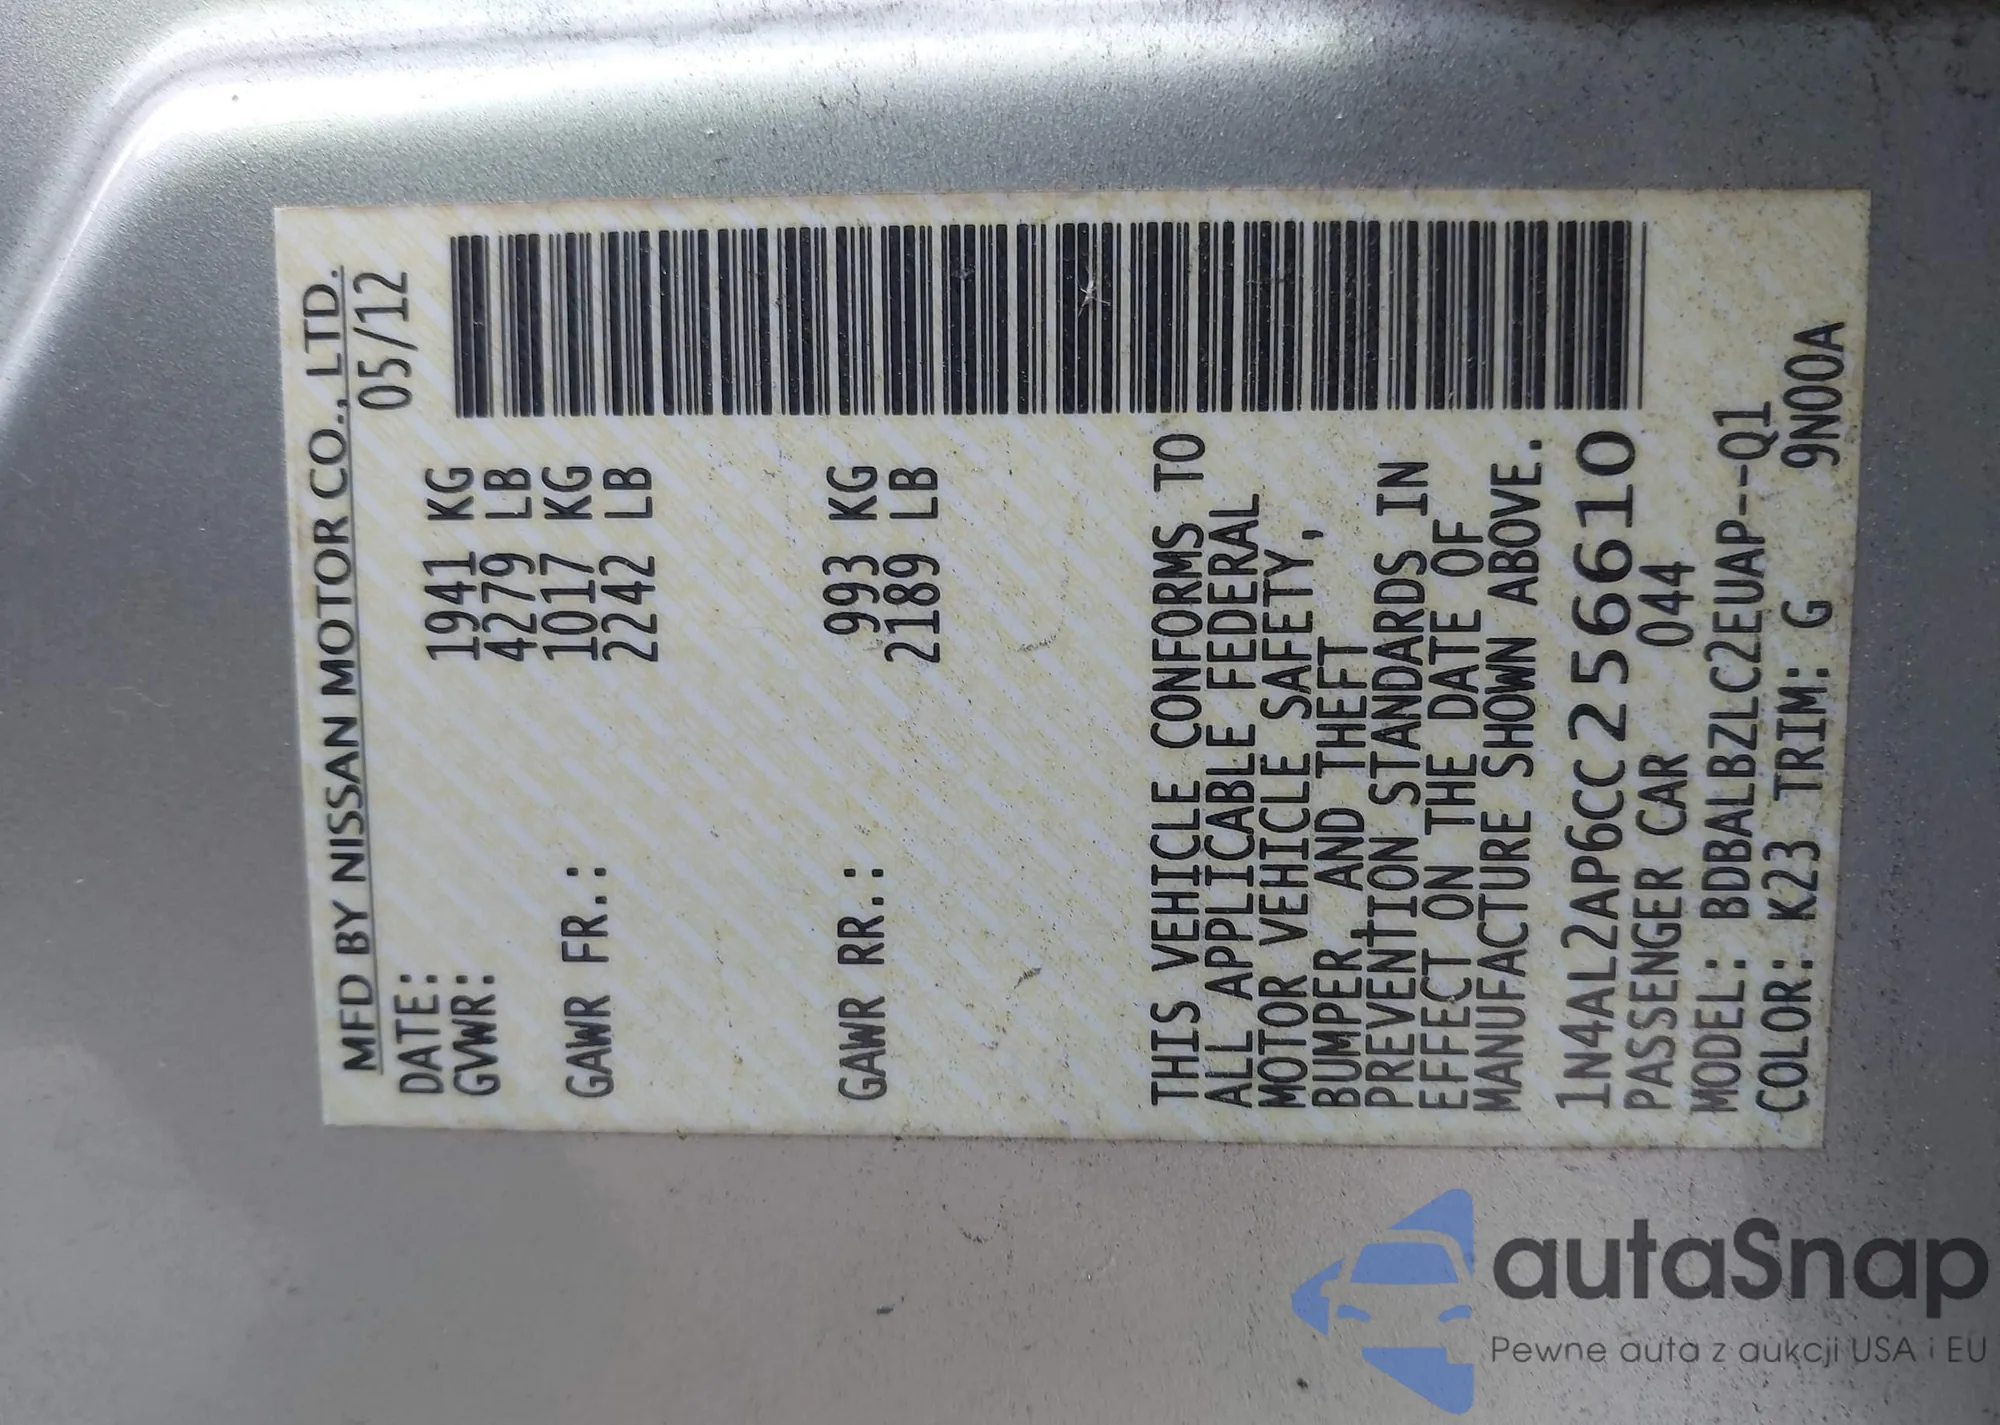 MFD BY NISSAN MOTOR CO., LTD.
DATE: 05/12
GVWR: 1941 KG
4279 LB
GAWR FR.: 1017 KG
2242 LB
GAWR RR.: 993 KG
2189 LB
THIS VEHICLE CONFORMS TO
ALL APPLICABLE FEDERAL
MOTOR VEHICLE SAFETY,
BUMPER, AND THEFT
PREVENTION STANDARDS IN
EFFECT ON THE DATE OF
MANUFACTURE SHOWN ABOVE.
1N4AL2AP6CC256610
PASSENGER CAR 044
MODEL: BDBALBZLC2EUAP--Q1
COLOR: K23 TRIM: G 9N00A
autaSnap
Pewne auta z aukcji USA i EU